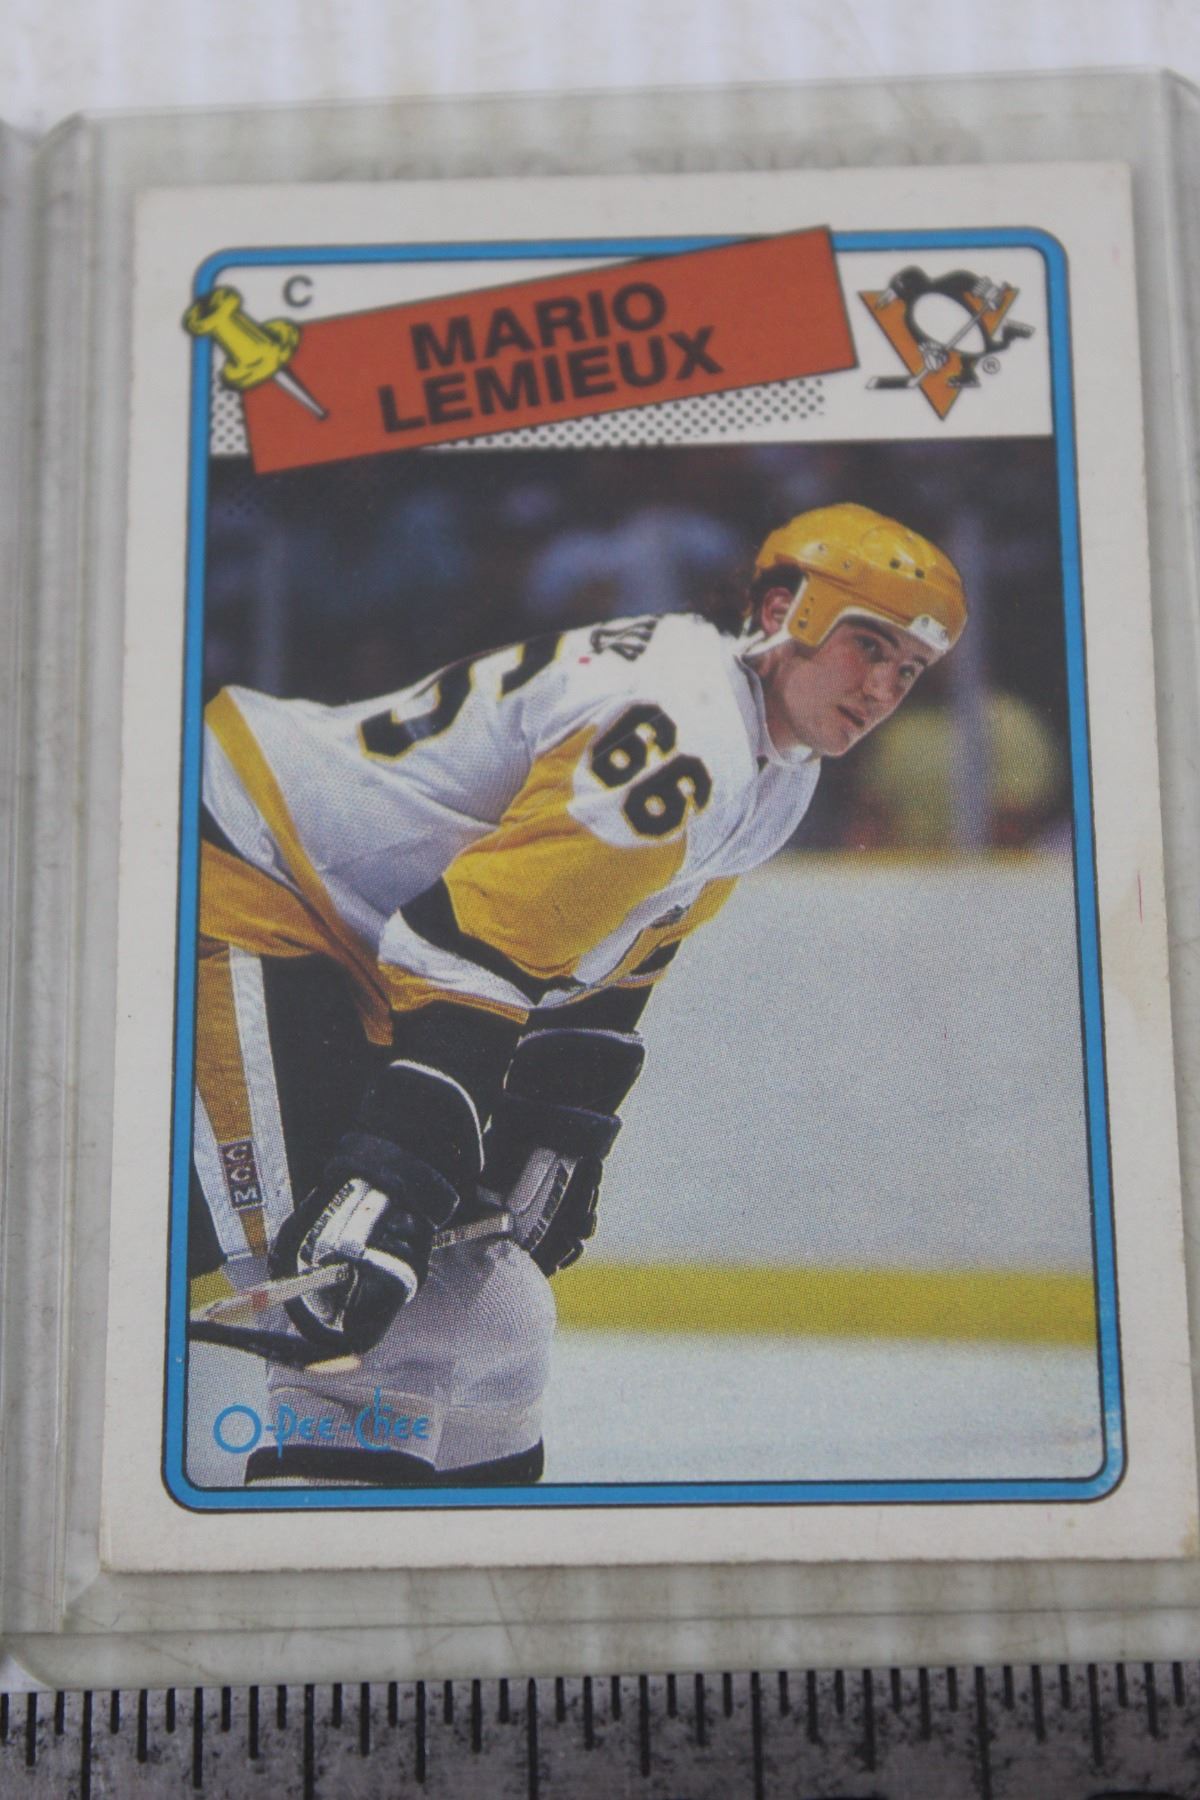 C
MARIO
LEMIEUX
®
66
CCM
O-Pee-Chee